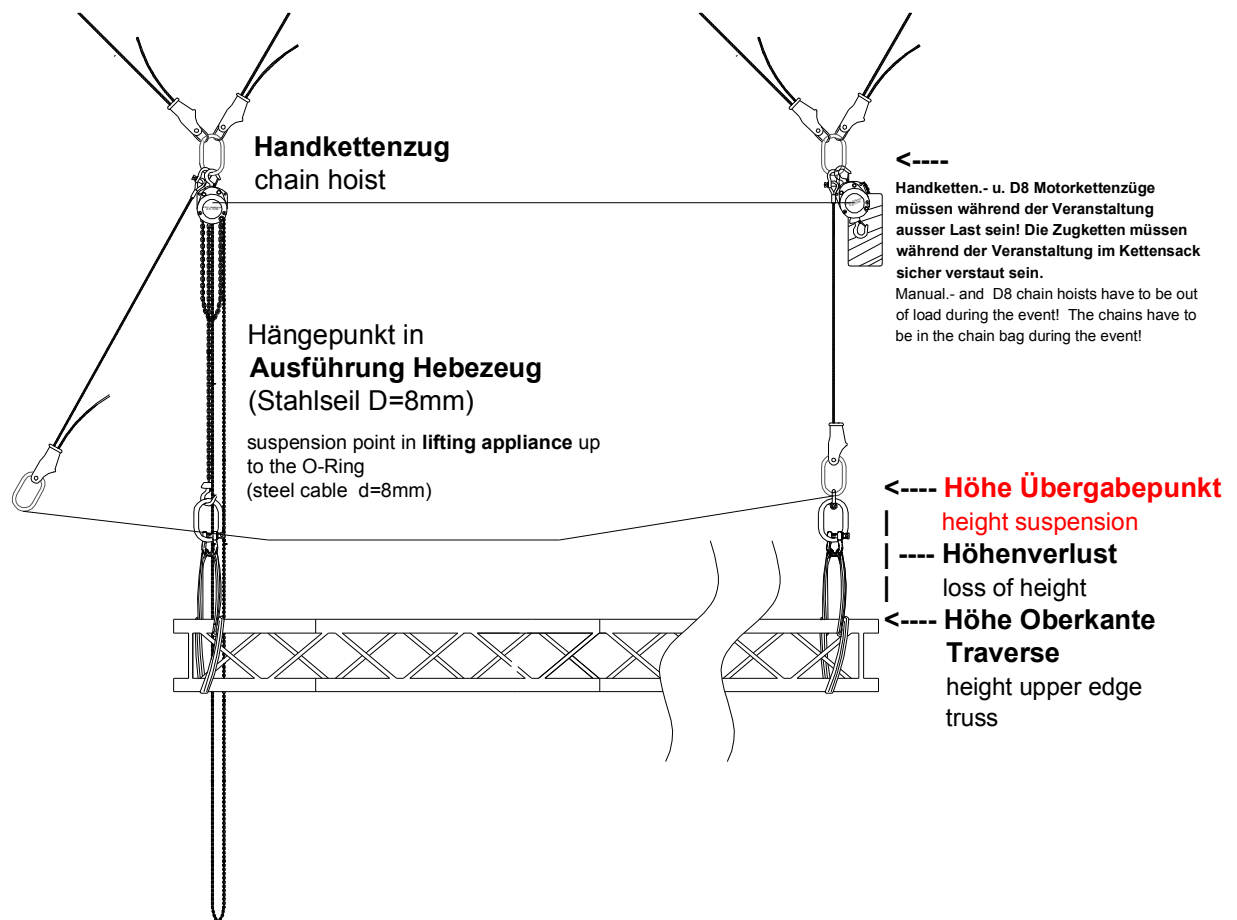 Handkettenzug
chain hoist
<----
Handketten.- u. D8 Motorkettenzüge
müssen während der Veranstaltung
ausser Last sein! Die Zugketten müssen
während der Veranstaltung im Kettensack
sicher verstaut sein.
Manual.- and D8 chain hoists have to be out
of load during the event! The chains have to
be in the chain bag during the event!
Hängepunkt in
Ausführung Hebezeug
(Stahlseil D=8mm)
suspension point in lifting appliance up
to the O-Ring
(steel cable d=8mm)
<---- Höhe Übergabepunkt
| height suspension
| ---- Höhenverlust
| loss of height
<---- Höhe Oberkante
Traverse
height upper edge
truss